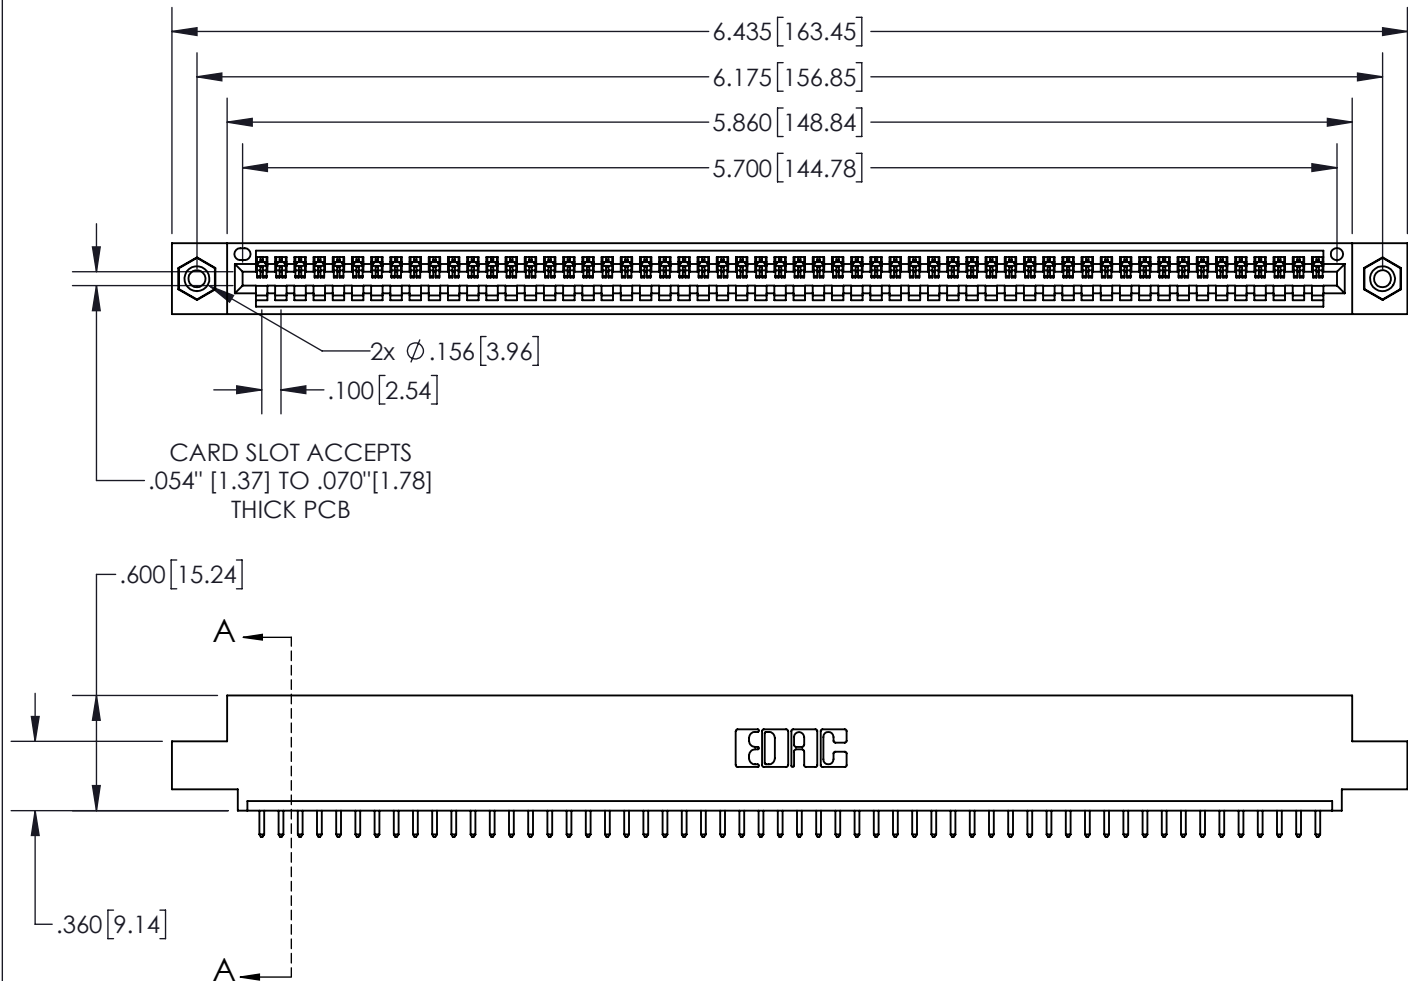 6.435[163.45]
6.175[156.85]
5.860[148.84]
5.700[144.78]
2x Ø.156[3.96]
.100[2.54]
CARD SLOT ACCEPTS
.054" [1.37] TO .070"[1.78]
THICK PCB
.600[15.24]
A
EDAC
.360[9.14]
A